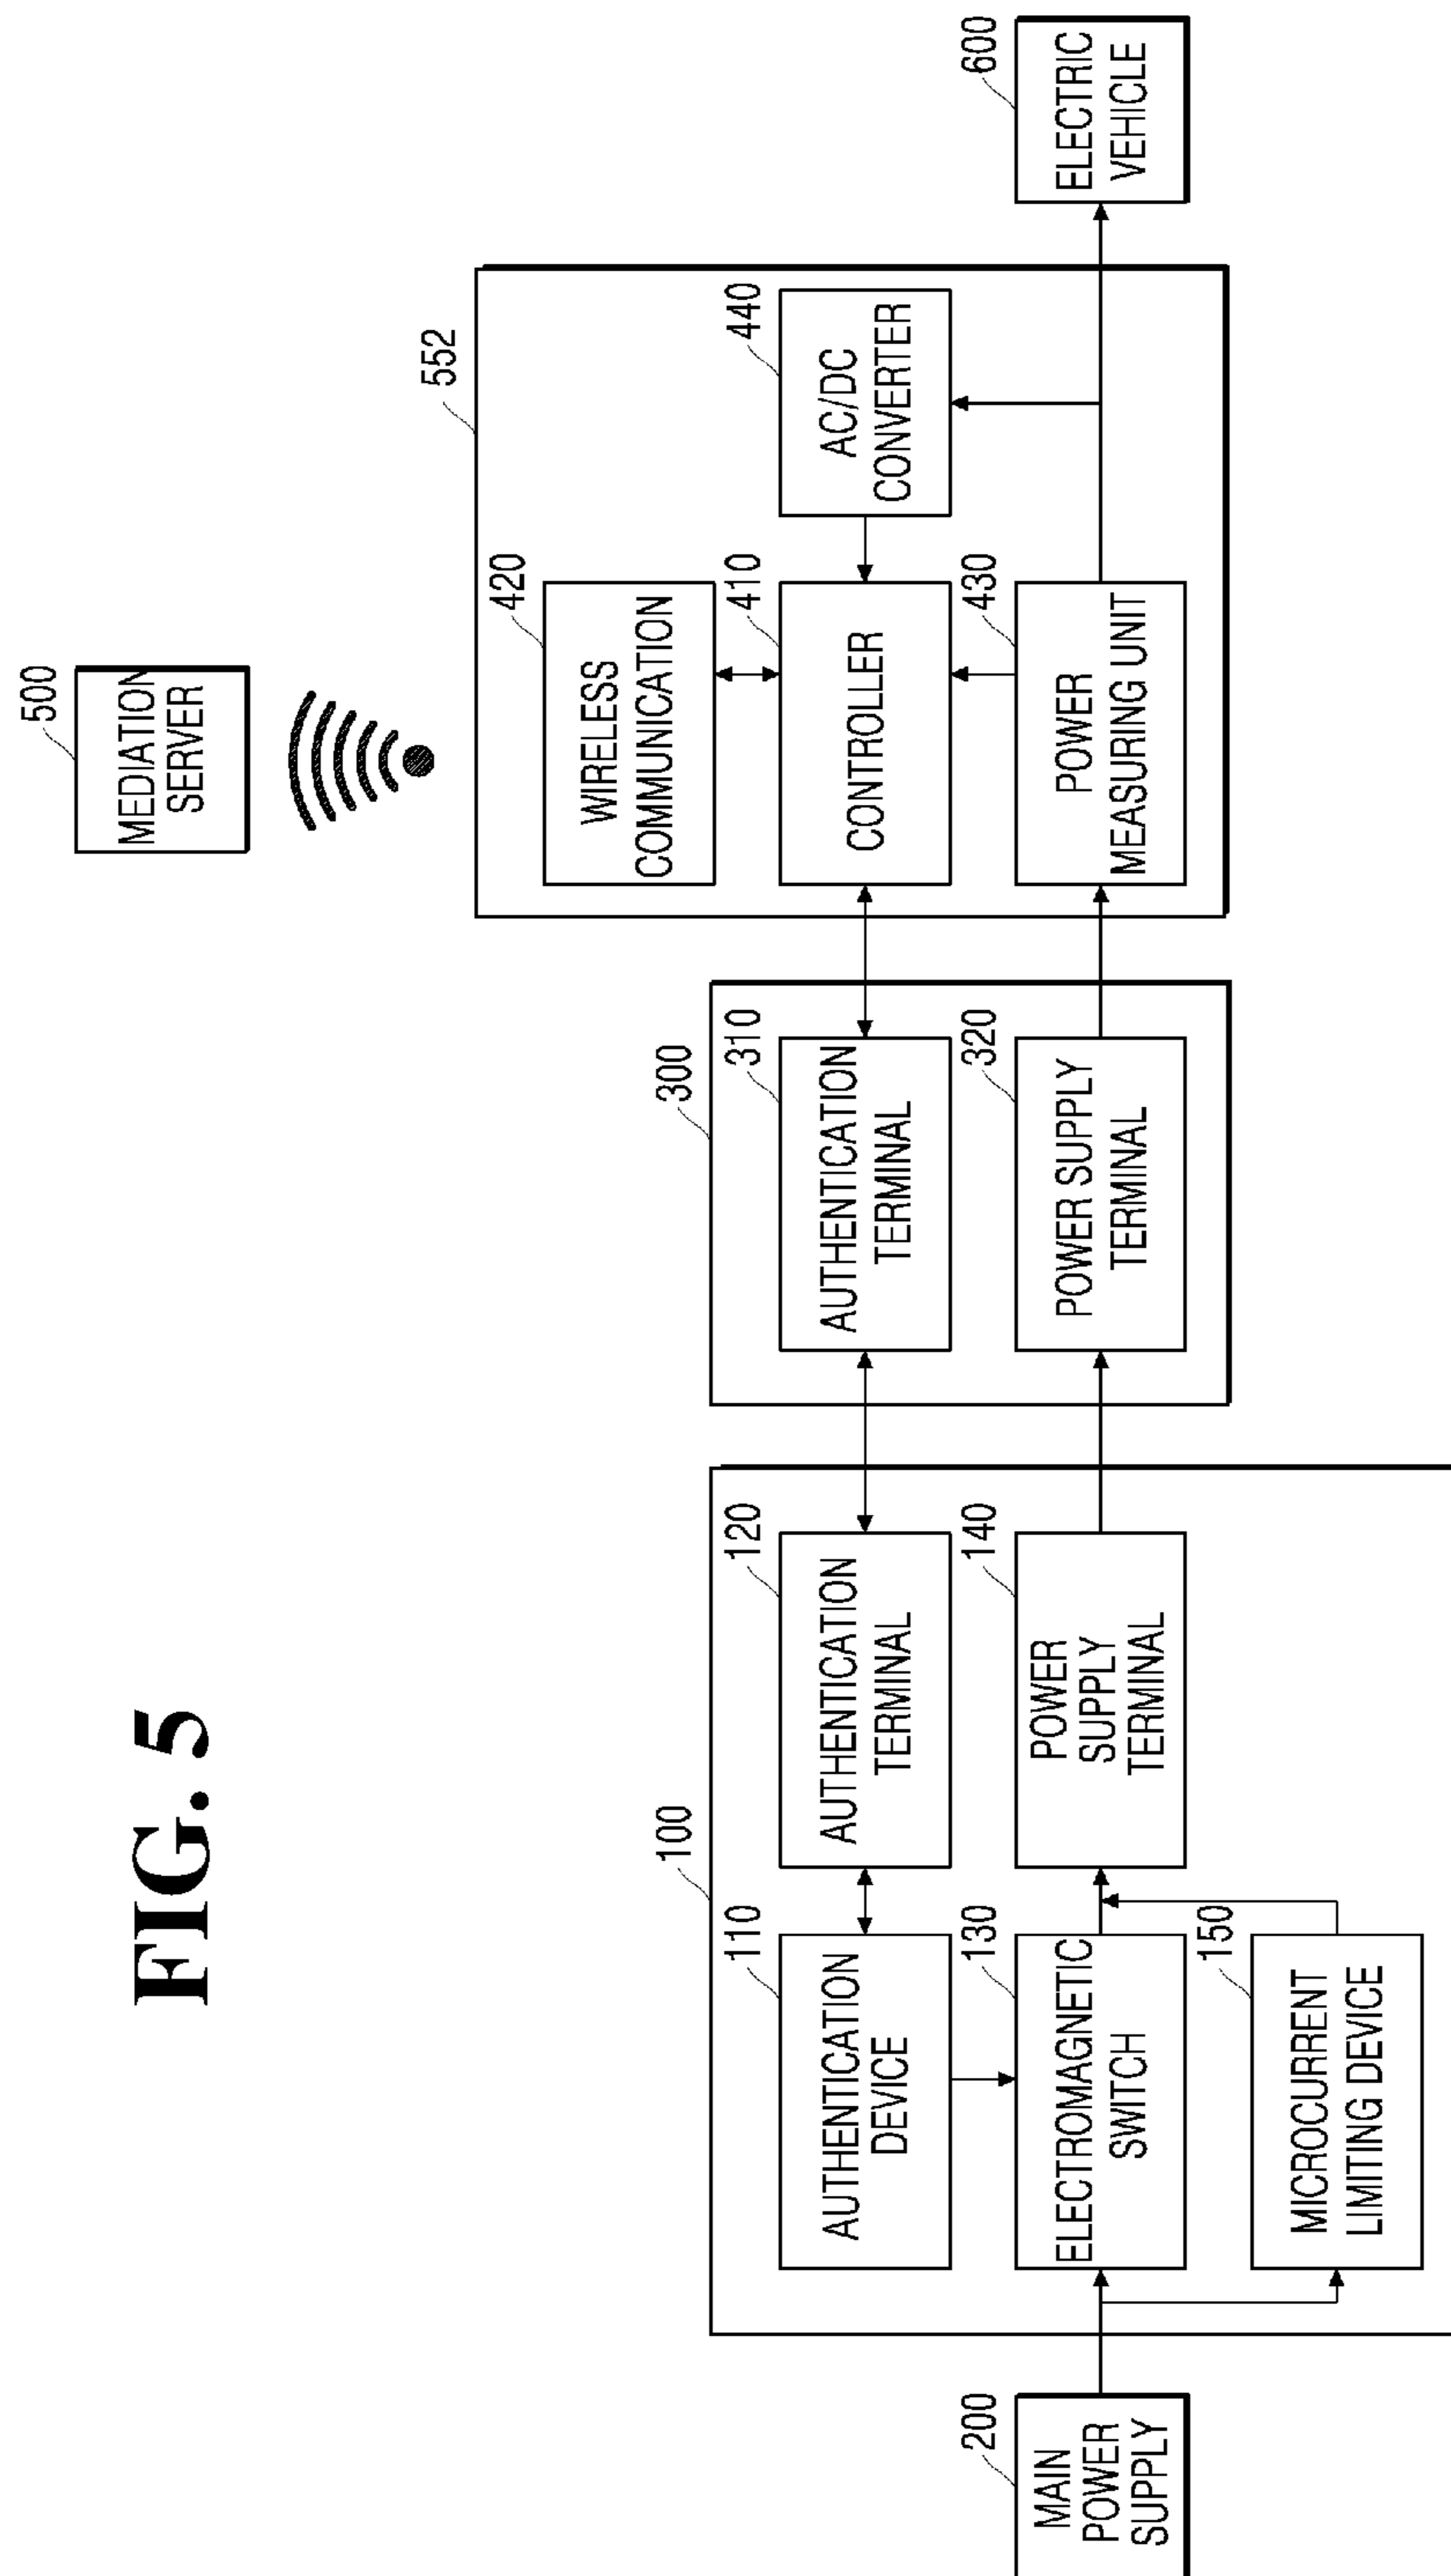 FIG. 5
500
MEDIATION
SERVER
552
420
WIRELESS
COMMUNICATION
100
110
AUTHENTICATION
DEVICE
120
AUTHENTICATION
TERMINAL
300
310
AUTHENTICATION
TERMINAL
410
CONTROLLER
440
AC/DC
CONVERTER
200
MAIN
POWER
SUPPLY
130
ELECTROMAGNETIC
SWITCH
140
POWER
SUPPLY
TERMINAL
320
POWER SUPPLY
TERMINAL
430
POWER
MEASURING UNIT
600
ELECTRIC
VEHICLE
150
MICROCURRENT
LIMITING DEVICE